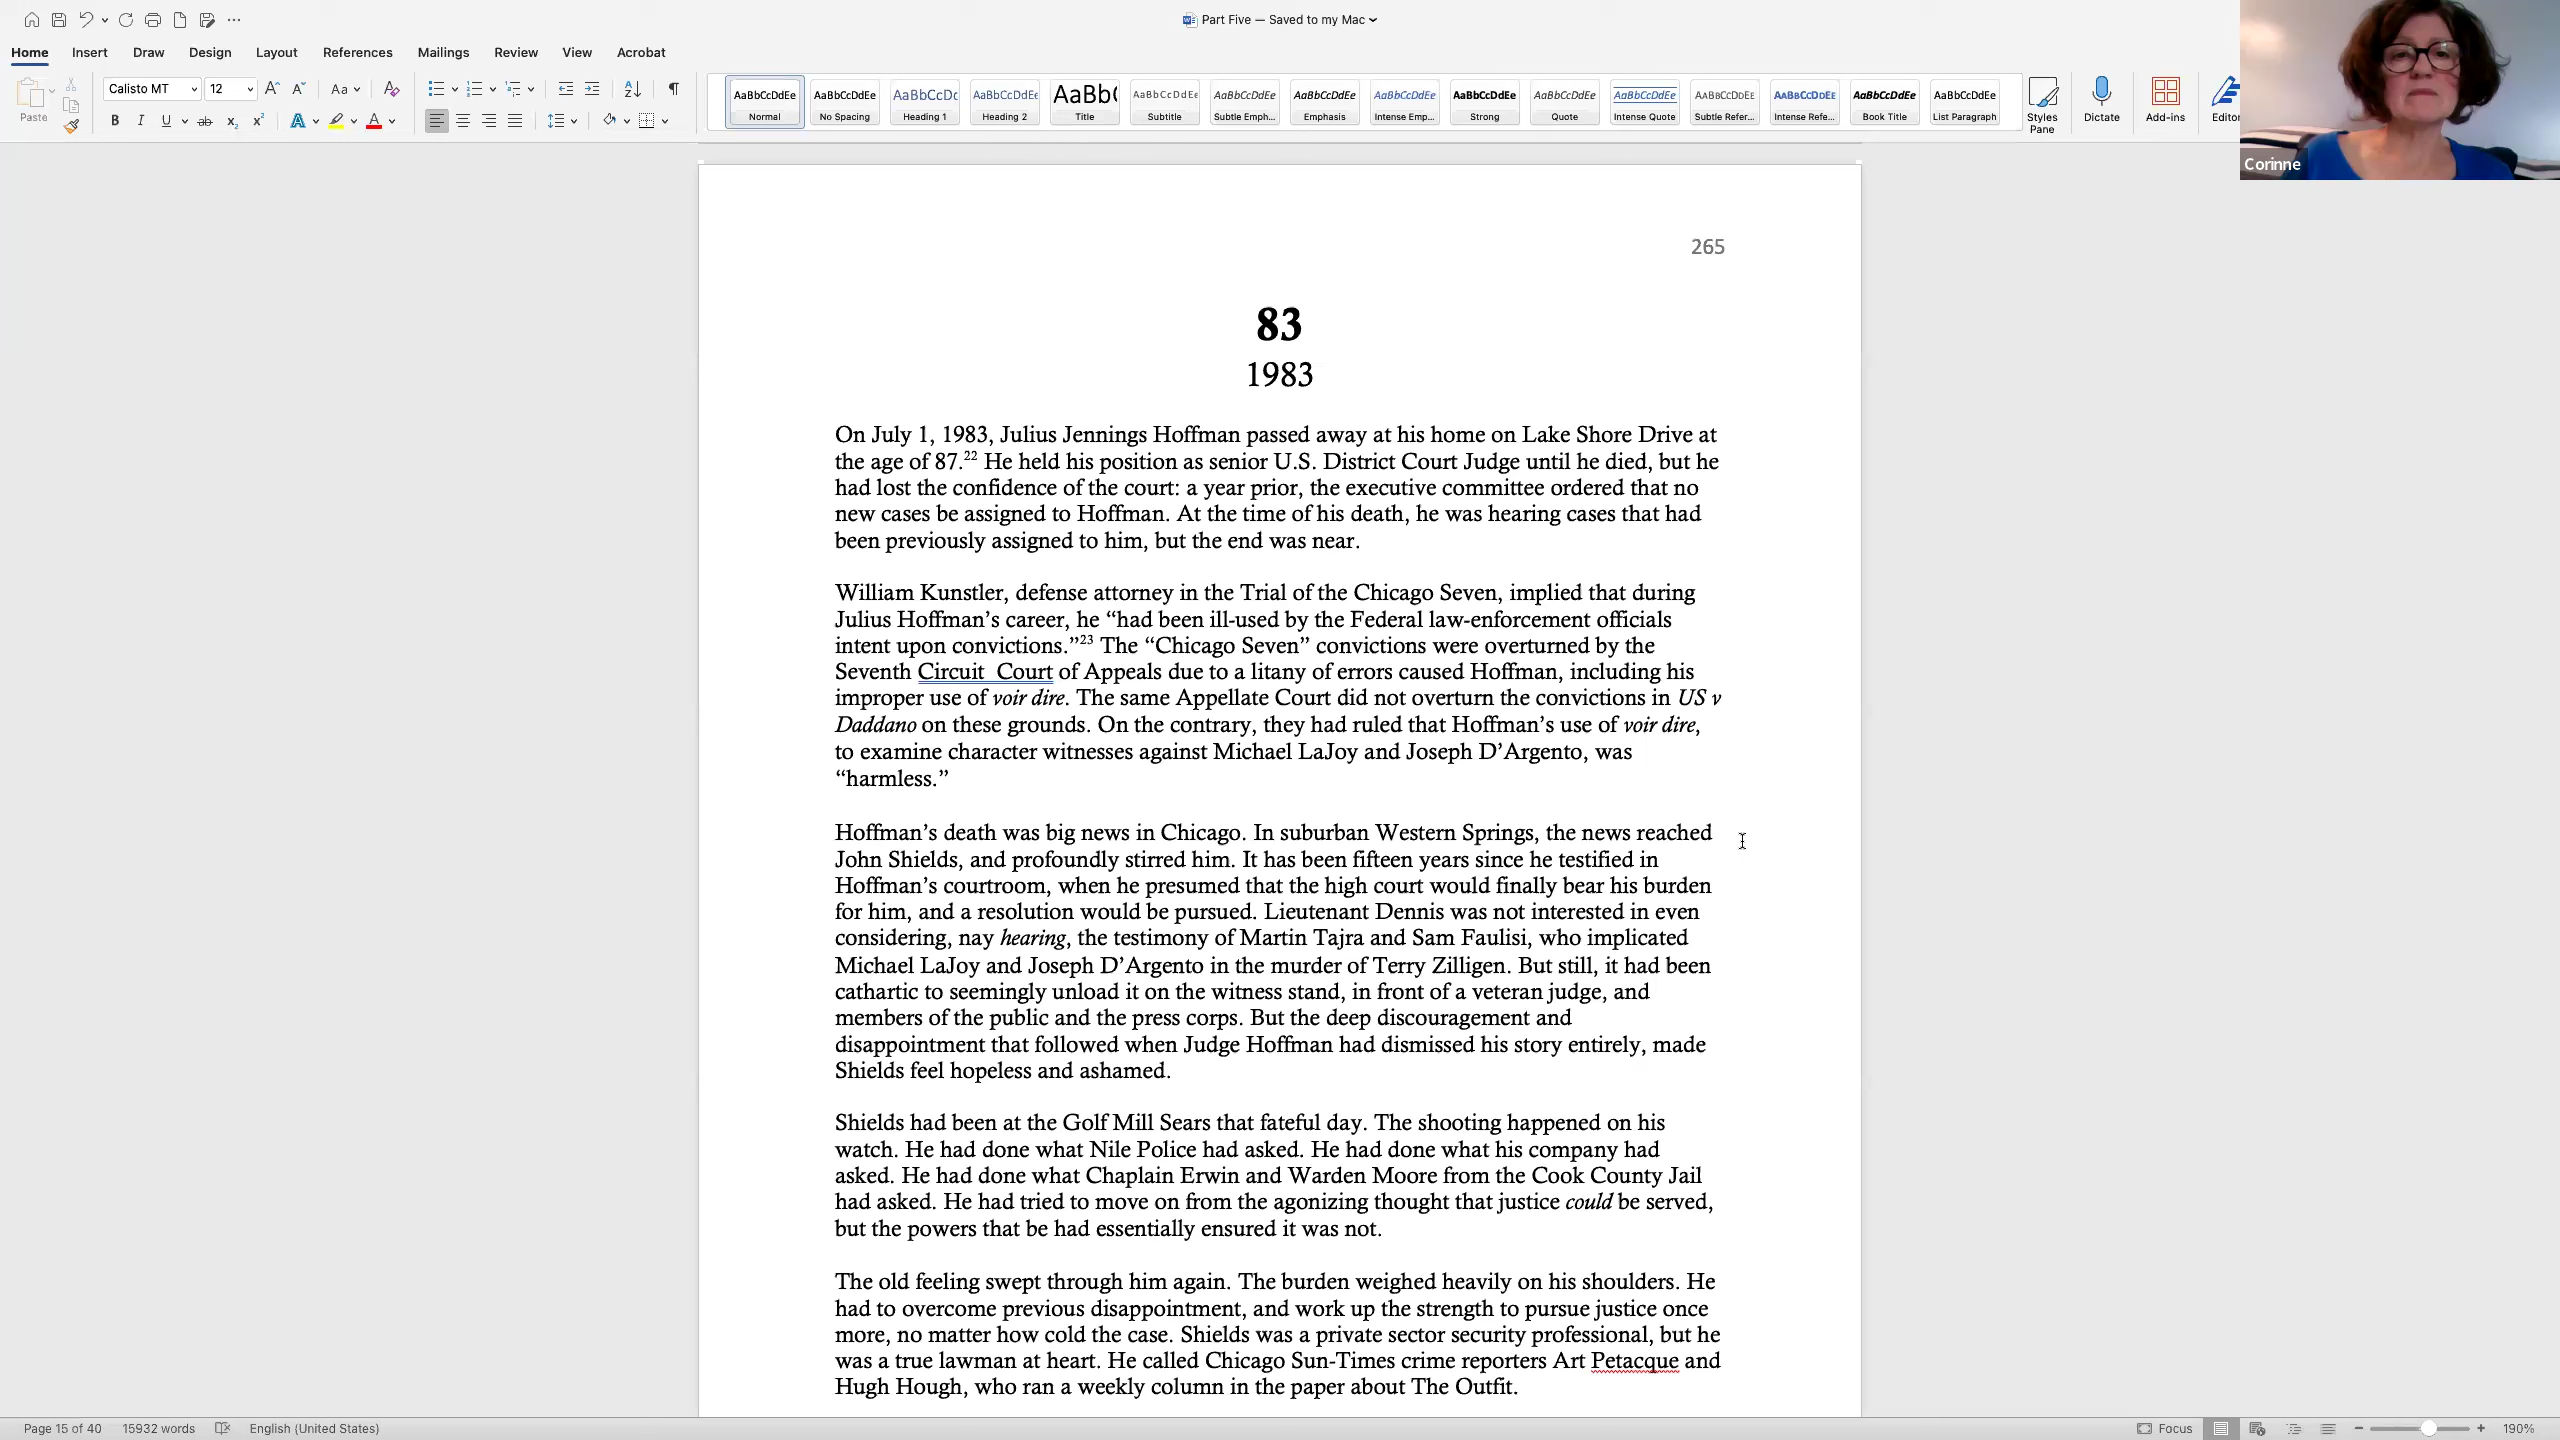 Part Five — Saved to my Mac
Home Insert Draw Design Layout References Mailings Review View Acrobat
Paste
Calisto MT 12
AaBbCcDdEe AaBbCcDdEe AaBbCcDc AaBbCcDdEe AaBb( AaBbCcDdEe AaBbCcDdEe AaBbCcDdEe AaBbCcDdEe AaBbCcDdEe AaBbCcDdEe AaBbCcDdEe AaBbCcDdEe AaBbCcDdEe AaBbCcDdEe AaBbCcDdEe
Normal No Spacing Heading 1 Heading 2 Title Subtitle Subtle Emph... Emphasis Intense Emp... Strong Quote Intense Quote Subtle Refer... Intense Refe... Book Title List Paragraph
Styles Pane Dictate Add-ins Editor
Corinne
265
83
1983
On July 1, 1983, Julius Jennings Hoffman passed away at his home on Lake Shore Drive at
the age of 87.22 He held his position as senior U.S. District Court Judge until he died, but he
had lost the confidence of the court: a year prior, the executive committee ordered that no
new cases be assigned to Hoffman. At the time of his death, he was hearing cases that had
been previously assigned to him, but the end was near.
William Kunstler, defense attorney in the Trial of the Chicago Seven, implied that during
Julius Hoffman’s career, he “had been ill-used by the Federal law-enforcement officials
intent upon convictions.”23 The “Chicago Seven” convictions were overturned by the
Seventh Circuit Court of Appeals due to a litany of errors caused Hoffman, including his
improper use of voir dire. The same Appellate Court did not overturn the convictions in US v
Daddano on these grounds. On the contrary, they had ruled that Hoffman’s use of voir dire,
to examine character witnesses against Michael LaJoy and Joseph D’Argento, was
“harmless.”
Hoffman’s death was big news in Chicago. In suburban Western Springs, the news reached
John Shields, and profoundly stirred him. It has been fifteen years since he testified in
Hoffman’s courtroom, when he presumed that the high court would finally bear his burden
for him, and a resolution would be pursued. Lieutenant Dennis was not interested in even
considering, nay hearing, the testimony of Martin Tajra and Sam Faulisi, who implicated
Michael LaJoy and Joseph D’Argento in the murder of Terry Zilligen. But still, it had been
cathartic to seemingly unload it on the witness stand, in front of a veteran judge, and
members of the public and the press corps. But the deep discouragement and
disappointment that followed when Judge Hoffman had dismissed his story entirely, made
Shields feel hopeless and ashamed.
Shields had been at the Golf Mill Sears that fateful day. The shooting happened on his
watch. He had done what Nile Police had asked. He had done what his company had
asked. He had done what Chaplain Erwin and Warden Moore from the Cook County Jail
had asked. He had tried to move on from the agonizing thought that justice could be served,
but the powers that be had essentially ensured it was not.
The old feeling swept through him again. The burden weighed heavily on his shoulders. He
had to overcome previous disappointment, and work up the strength to pursue justice once
more, no matter how cold the case. Shields was a private sector security professional, but he
was a true lawman at heart. He called Chicago Sun-Times crime reporters Art Petacque and
Hugh Hough, who ran a weekly column in the paper about The Outfit.
Page 15 of 40 15932 words English (United States) Focus 190%